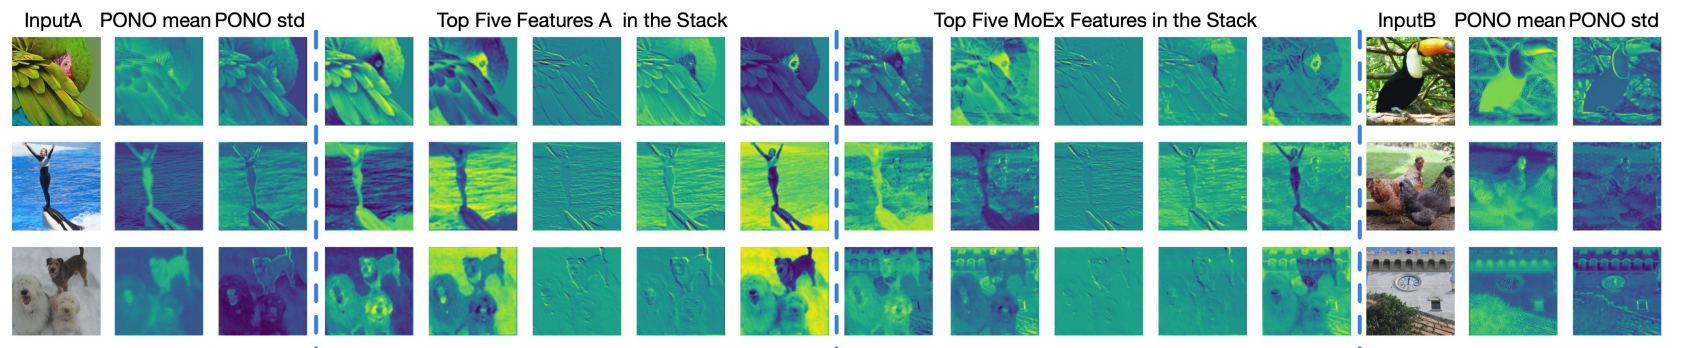 InputA PONO mean PONO std Top Five Features A in the Stack Top Five MoEx Features in the Stack InputB PONO mean PONO std